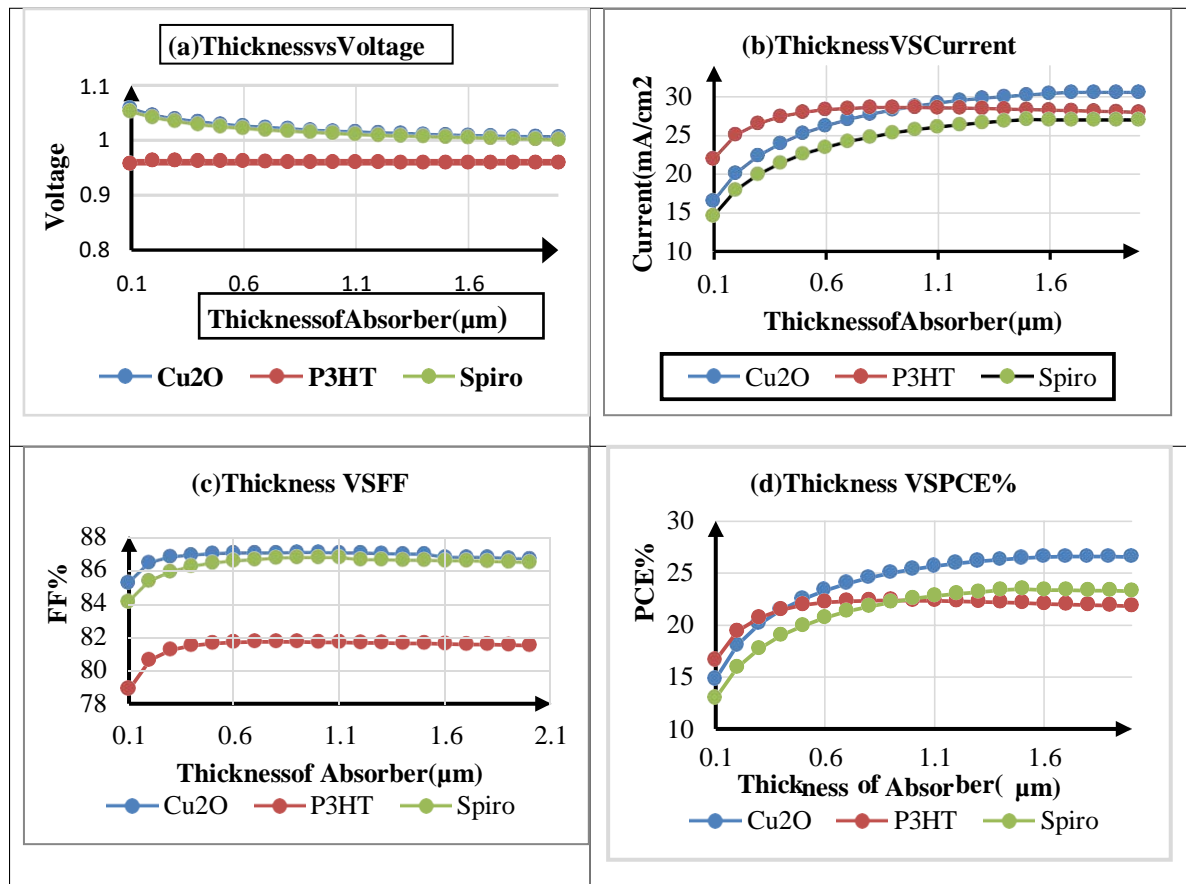 (a)ThicknessvsVoltage
1.1
1
0.9
0.8
Voltage
0.1 0.6 1.1 1.6
ThicknessofAbsorber(µm)
Cu2O P3HT Spiro
(b)ThicknessVSCurrent
30
25
20
15
10
Current(mA/cm2
0.1 0.6 1.1 1.6
ThicknessofAbsorber(µm)
Cu2O P3HT Spiro
(c)Thickness VSFF
88
86
84
82
80
78
FF%
0.1 0.6 1.1 1.6 2.1
Thicknessof Absorber(µm)
Cu2O P3HT Spiro
(d)Thickness VSPCE%
30
25
20
15
10
PCE%
0.1 0.6 1.1 1.6
Thickness of Absorber( µm)
Cu2O P3HT Spiro